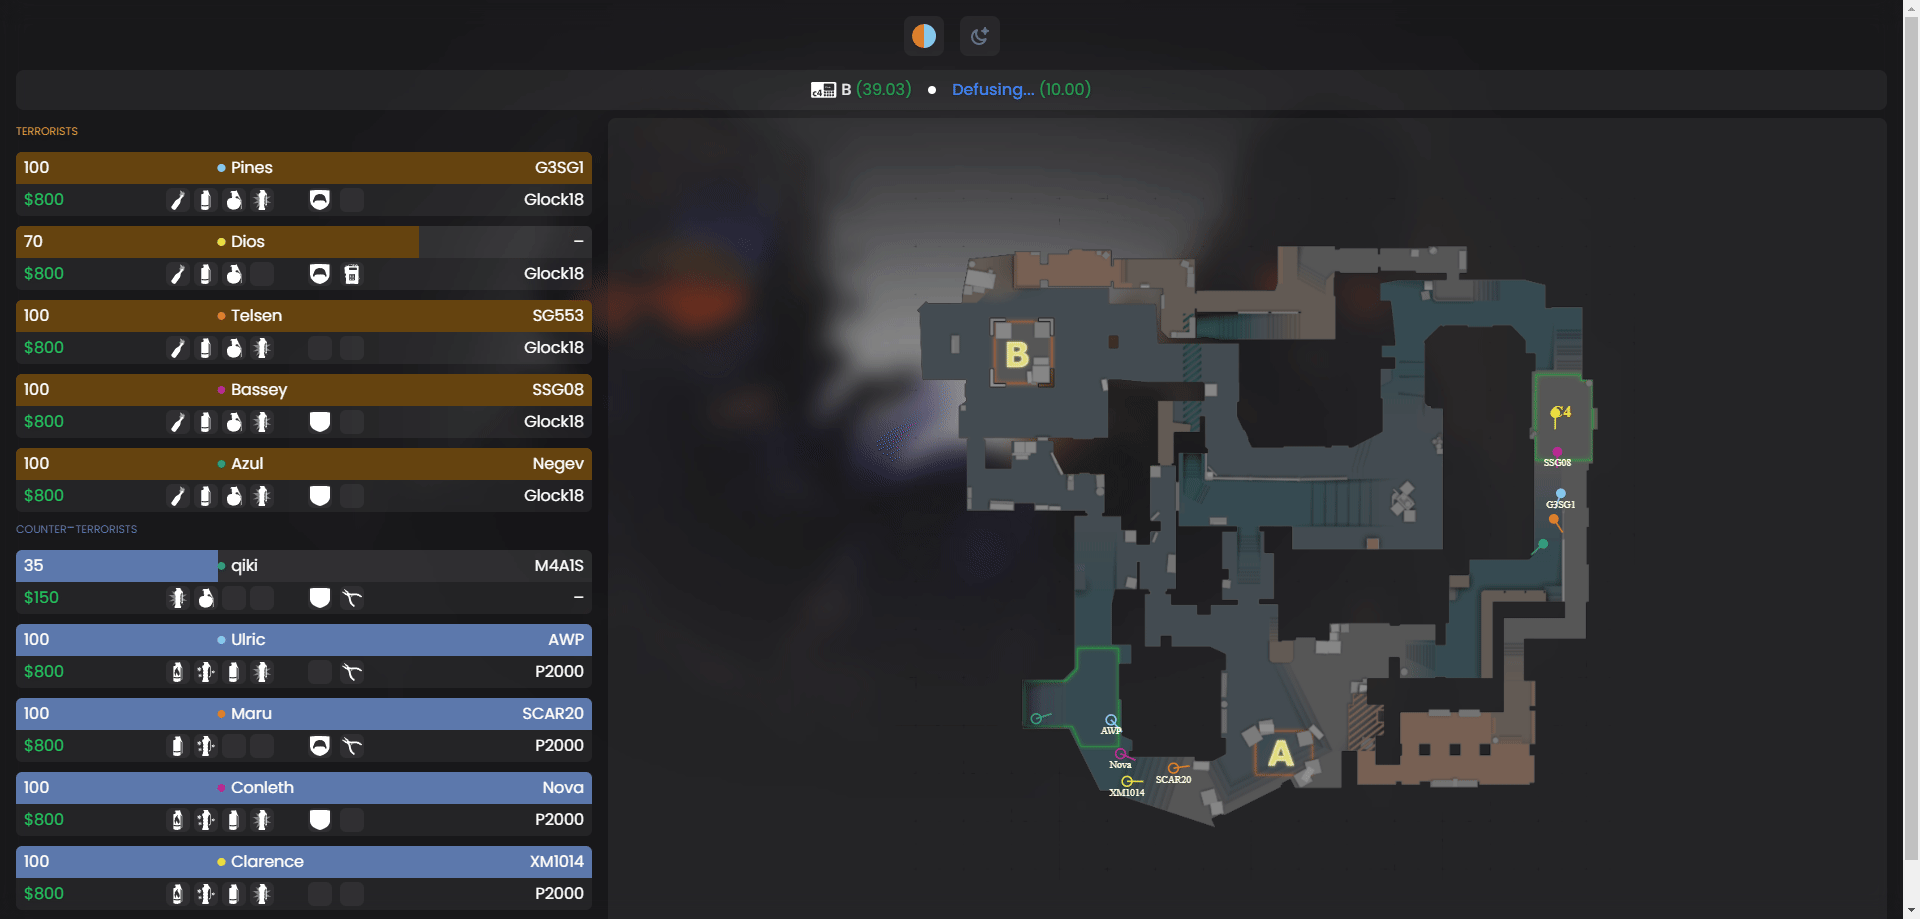 c4 B (39.03) • Defusing... (10.00)
TERRORISTS
100 Pines G3SG1
$800 Glock18
70 Dios –
$800 Glock18
100 Telsen SG553
$800 Glock18
100 Bassey SSG08
$800 Glock18
100 Azul Negev
$800 Glock18
COUNTER-TERRORISTS
35 qiki M4A1S
$150 –
100 Ulric AWP
$800 P2000
100 Maru SCAR20
$800 P2000
100 Conleth Nova
$800 P2000
100 Clarence XM1014
$800 P2000
B
C4
SSG08
G3SG1
AWP
Nova
A
SCAR20
XM1014